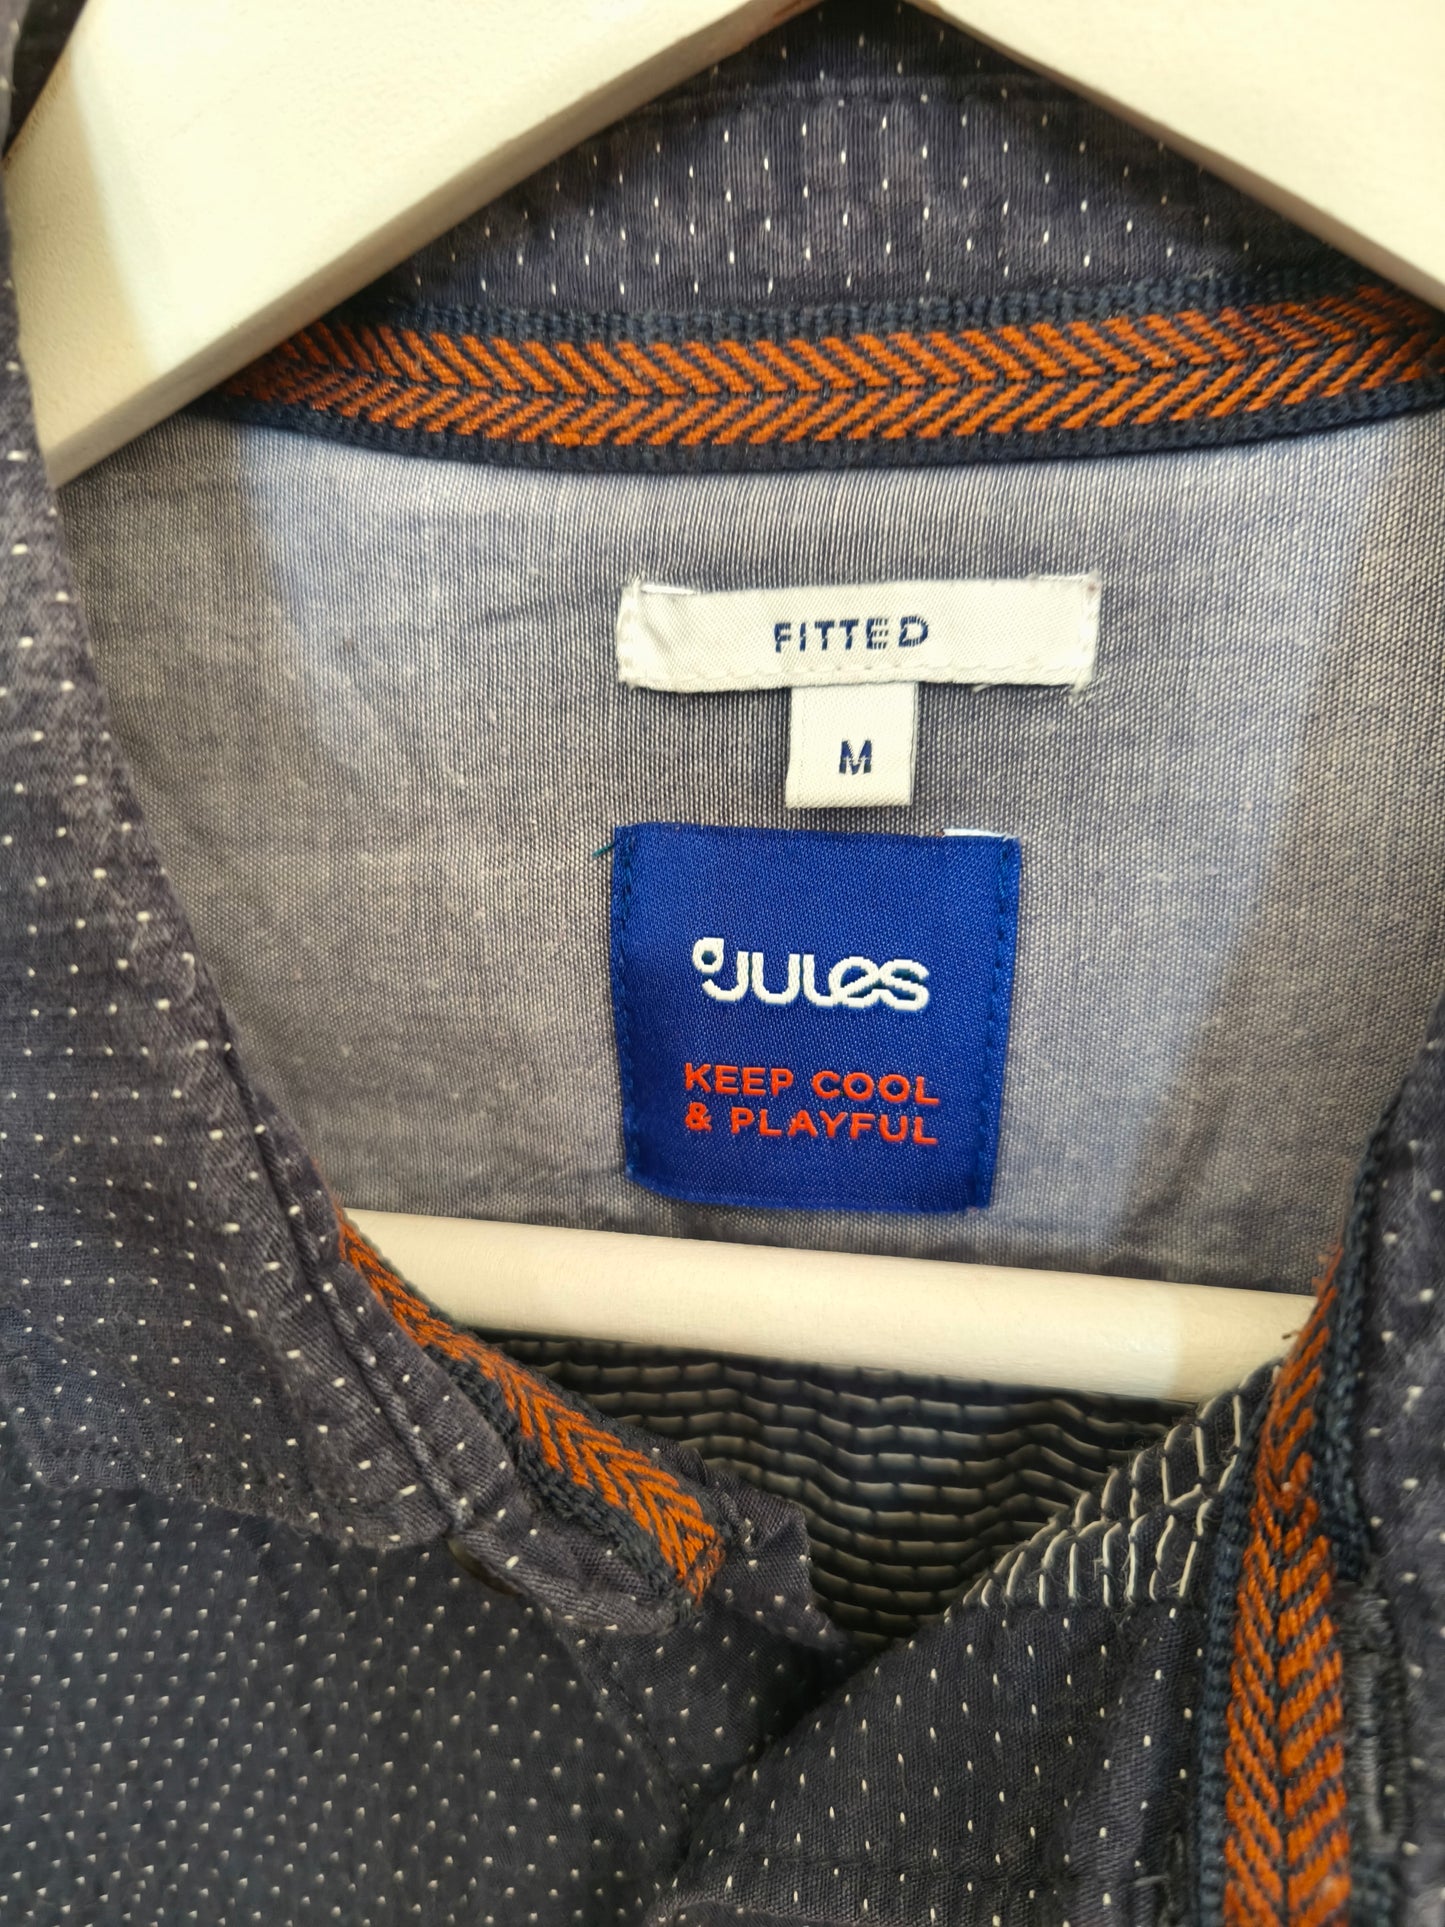 FITTED
M
JULES
KEEP COOL
& PLAYFUL